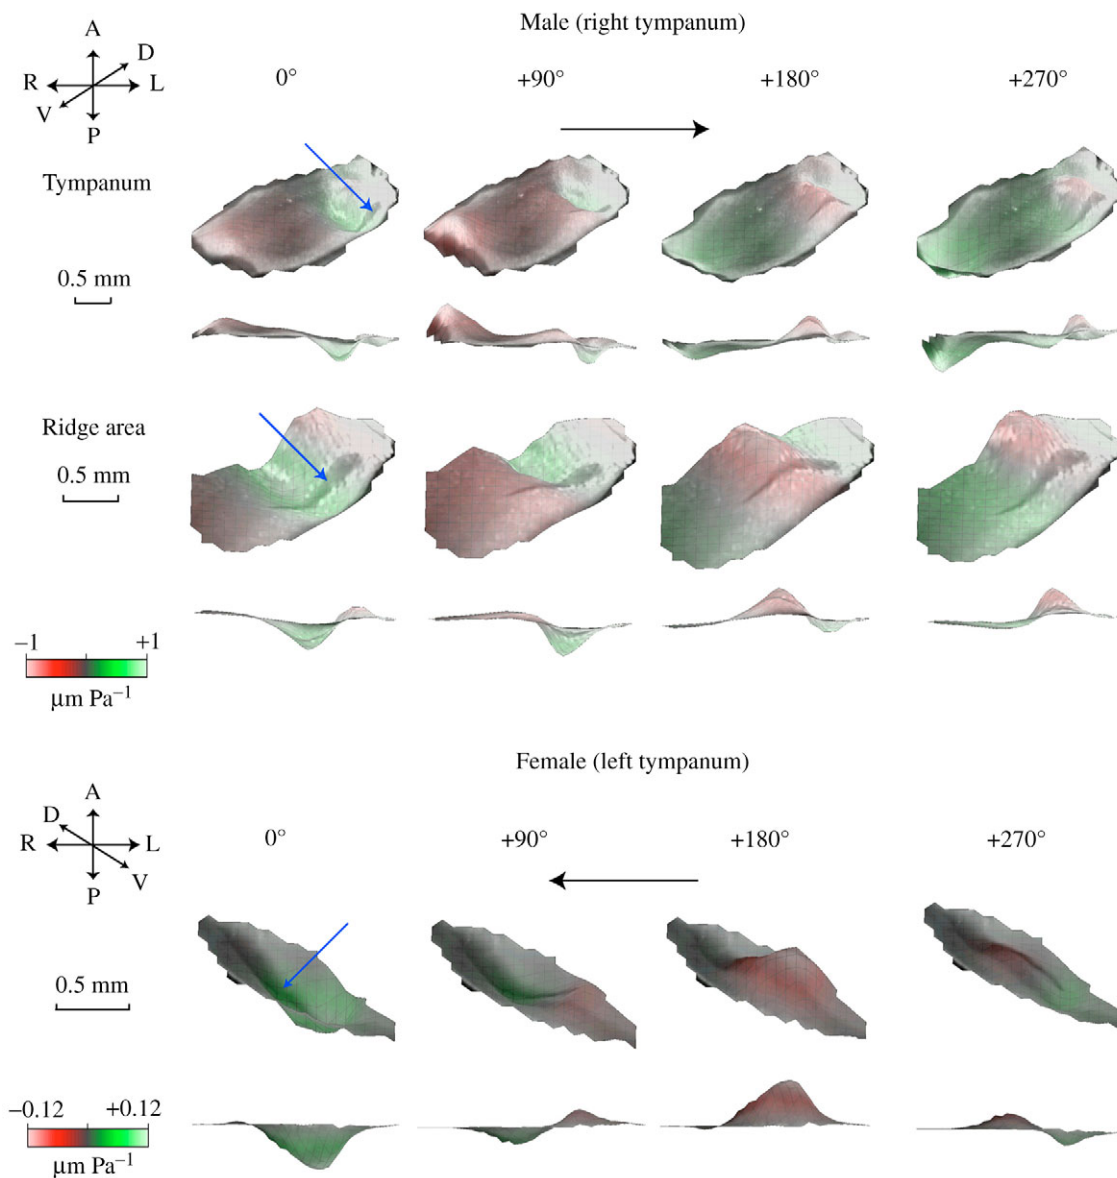 Male (right tympanum)
A
D
R L
V
P
0° +90° +180° +270°
Tympanum
0.5 mm
Ridge area
0.5 mm
−1 +1
μm Pa⁻¹
Female (left tympanum)
A
D
R L
V
P
0° +90° +180° +270°
0.5 mm
−0.12 +0.12
μm Pa⁻¹